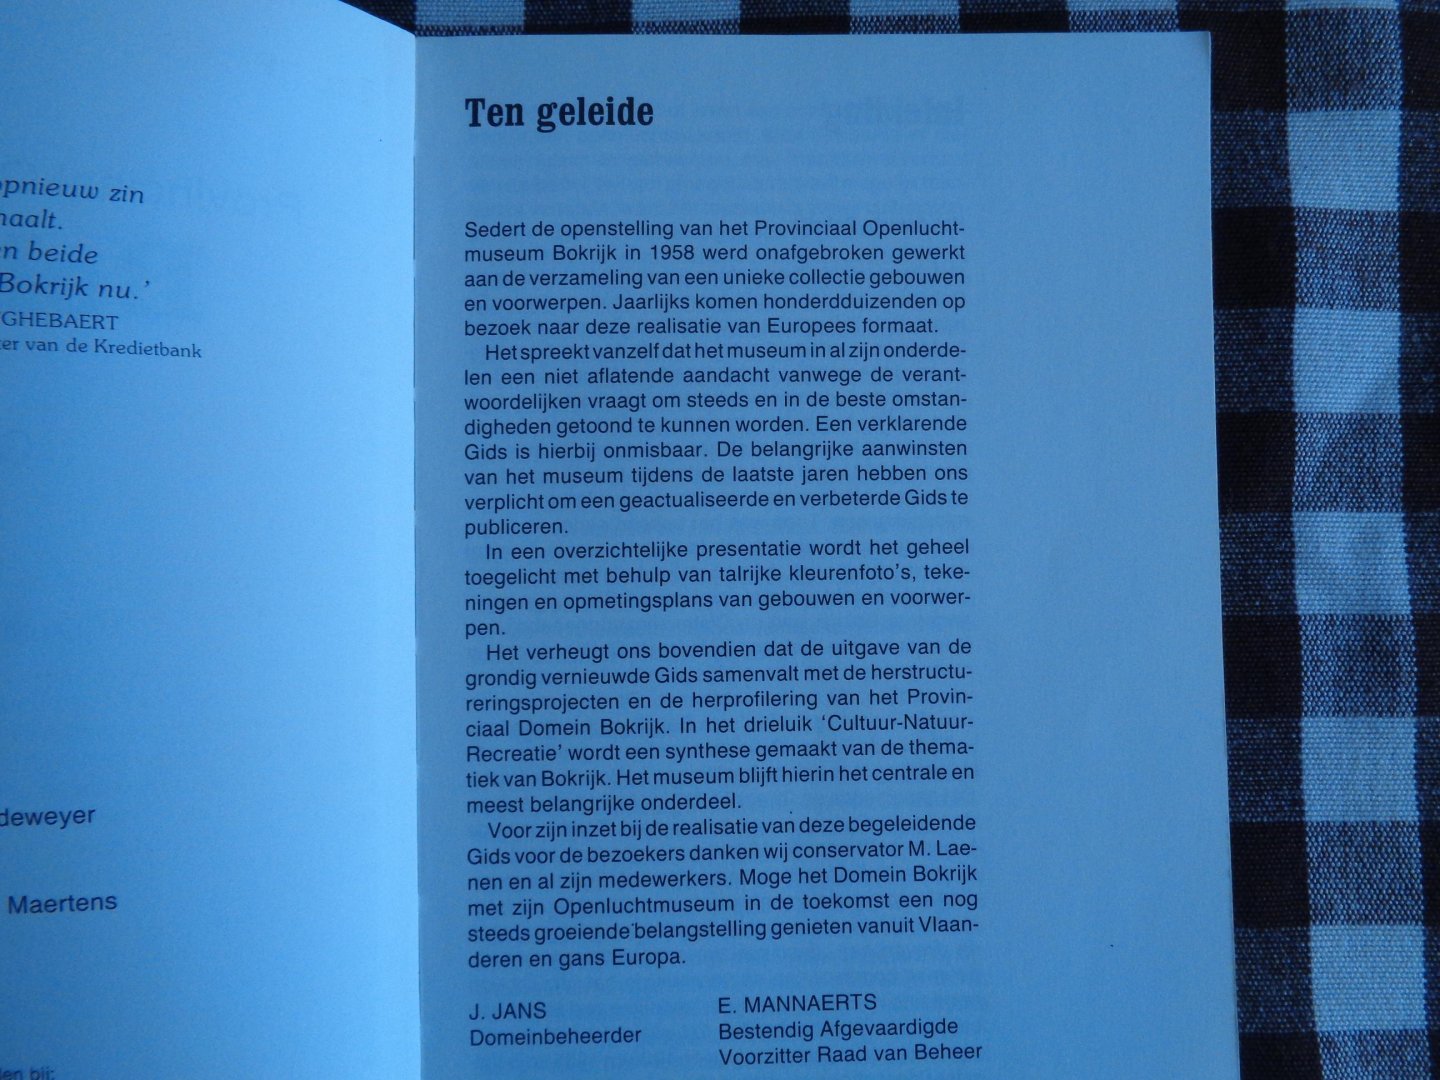 opnieuw zin
haalt.
en beide
Bokrijk nu.'
GHEBAERT
van de Kredietbank
deweyer
Maertens
bij:
Ten geleide
Sedert de openstelling van het Provinciaal Openlucht-
museum Bokrijk in 1958 werd onafgebroken gewerkt
aan de verzameling van een unieke collectie gebouwen
en voorwerpen. Jaarlijks komen honderdduizenden op
bezoek naar deze realisatie van Europees formaat.
Het spreekt vanzelf dat het museum in al zijn onderde-
len een niet aflatende aandacht vanwege de verant-
woordelijken vraagt om steeds en in de beste omstan-
digheden getoond te kunnen worden. Een verklarende
Gids is hierbij onmisbaar. De belangrijke aanwinsten
van het museum tijdens de laatste jaren hebben ons
verplicht om een geactualiseerde en verbeterde Gids te
publiceren.
In een overzichtelijke presentatie wordt het geheel
toegelicht met behulp van talrijke kleurenfoto's, teke-
ningen en opmetingsplans van gebouwen en voorwer-
pen.
Het verheugt ons bovendien dat de uitgave van de
grondig vernieuwde Gids samenvalt met de herstructu-
reringsprojecten en de herprofilering van het Provin-
ciaal Domein Bokrijk. In het drieluik 'Cultuur-Natuur-
Recreatie' wordt een synthese gemaakt van de thema-
tiek van Bokrijk. Het museum blijft hierin het centrale en
meest belangrijke onderdeel.
Voor zijn inzet bij de realisatie van deze begeleidende
Gids voor de bezoekers danken wij conservator M. Lae-
nen en al zijn medewerkers. Moge het Domein Bokrijk
met zijn Openluchtmuseum in de toekomst een nog
steeds groeiende belangstelling genieten vanuit Vlaan-
deren en gans Europa.
J. JANS
Domeinbeheerder
E. MANNAERTS
Bestendig Afgevaardigde
Voorzitter Raad van Beheer